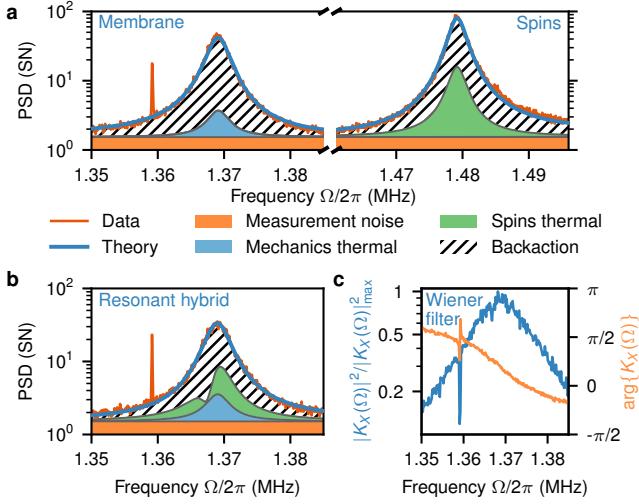 a
Membrane
Spins
PSD (SN)
10²
10¹
10⁰
1.35 1.36 1.37 1.38 1.47 1.48 1.49
Frequency Ω/2π (MHz)
Frequency Ω/2π (MHz)
Data
Measurement noise
Spins thermal
Theory
Mechanics thermal
Backaction
b
Resonant hybrid
PSD (SN)
10²
10¹
10⁰
1.35 1.36 1.37 1.38
Frequency Ω/2π (MHz)
c
Wiener
filter
|K_X(Ω)|²/|K_X(Ω)|²_max
1
0.5
0.2
π
π/2
0
-π/2
arg{K_X(Ω)}
1.35 1.36 1.37 1.38
Frequency Ω/2π (MHz)